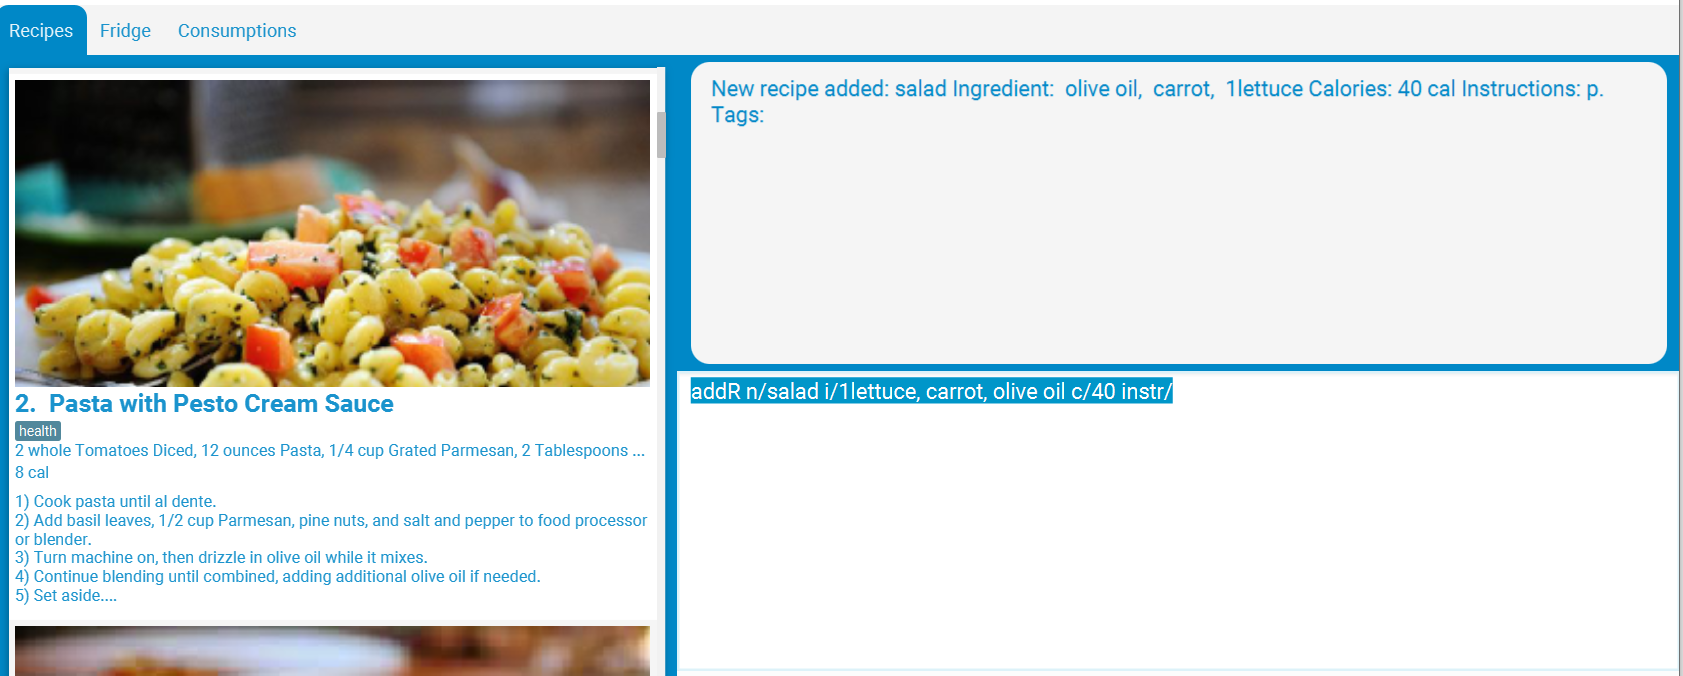 Recipes Fridge Consumptions
2. Pasta with Pesto Cream Sauce
health
2 whole Tomatoes Diced, 12 ounces Pasta, 1/4 cup Grated Parmesan, 2 Tablespoons ...
8 cal
1) Cook pasta until al dente.
2) Add basil leaves, 1/2 cup Parmesan, pine nuts, and salt and pepper to food processor
or blender.
3) Turn machine on, then drizzle in olive oil while it mixes.
4) Continue blending until combined, adding additional olive oil if needed.
5) Set aside....
New recipe added: salad Ingredient:  olive oil,  carrot,  1lettuce Calories: 40 cal Instructions: p.
Tags:
addR n/salad i/1lettuce, carrot, olive oil c/40 instr/